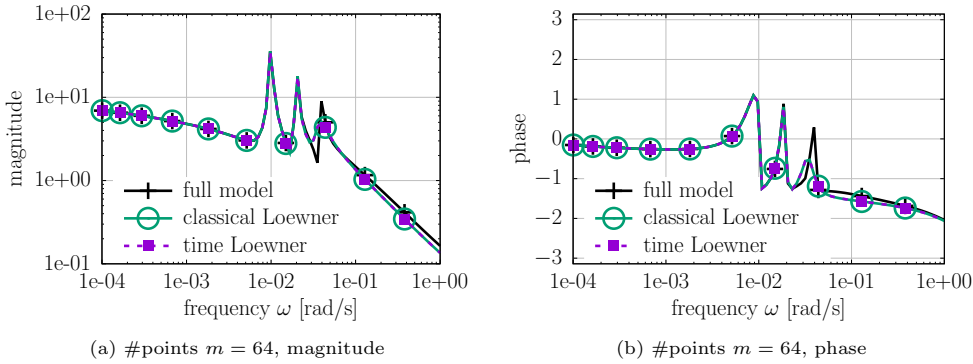 1e+02
1e+01
1e+00
1e-01
magnitude
full model
classical Loewner
time Loewner
1e-04 1e-03 1e-02 1e-01 1e+00
frequency ω [rad/s]
(a) #points m = 64, magnitude
3
2
1
0
−1
−2
−3
phase
full model
classical Loewner
time Loewner
1e-04 1e-03 1e-02 1e-01 1e+00
frequency ω [rad/s]
(b) #points m = 64, phase